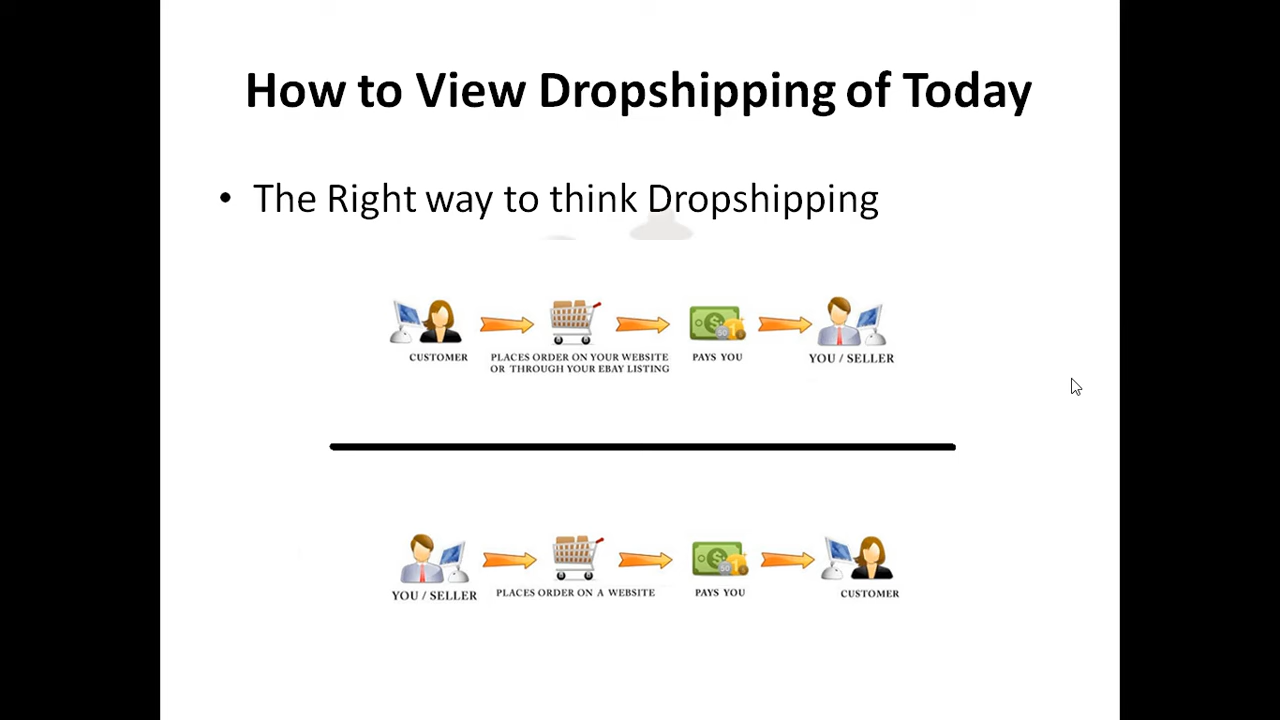 How to View Dropshipping of Today
• The Right way to think Dropshipping
CUSTOMER
PLACES ORDER ON YOUR WEBSITE
OR THROUGH YOUR EBAY LISTING
PAYS YOU
YOU / SELLER
YOU / SELLER
PLACES ORDER ON A WEBSITE
PAYS YOU
CUSTOMER